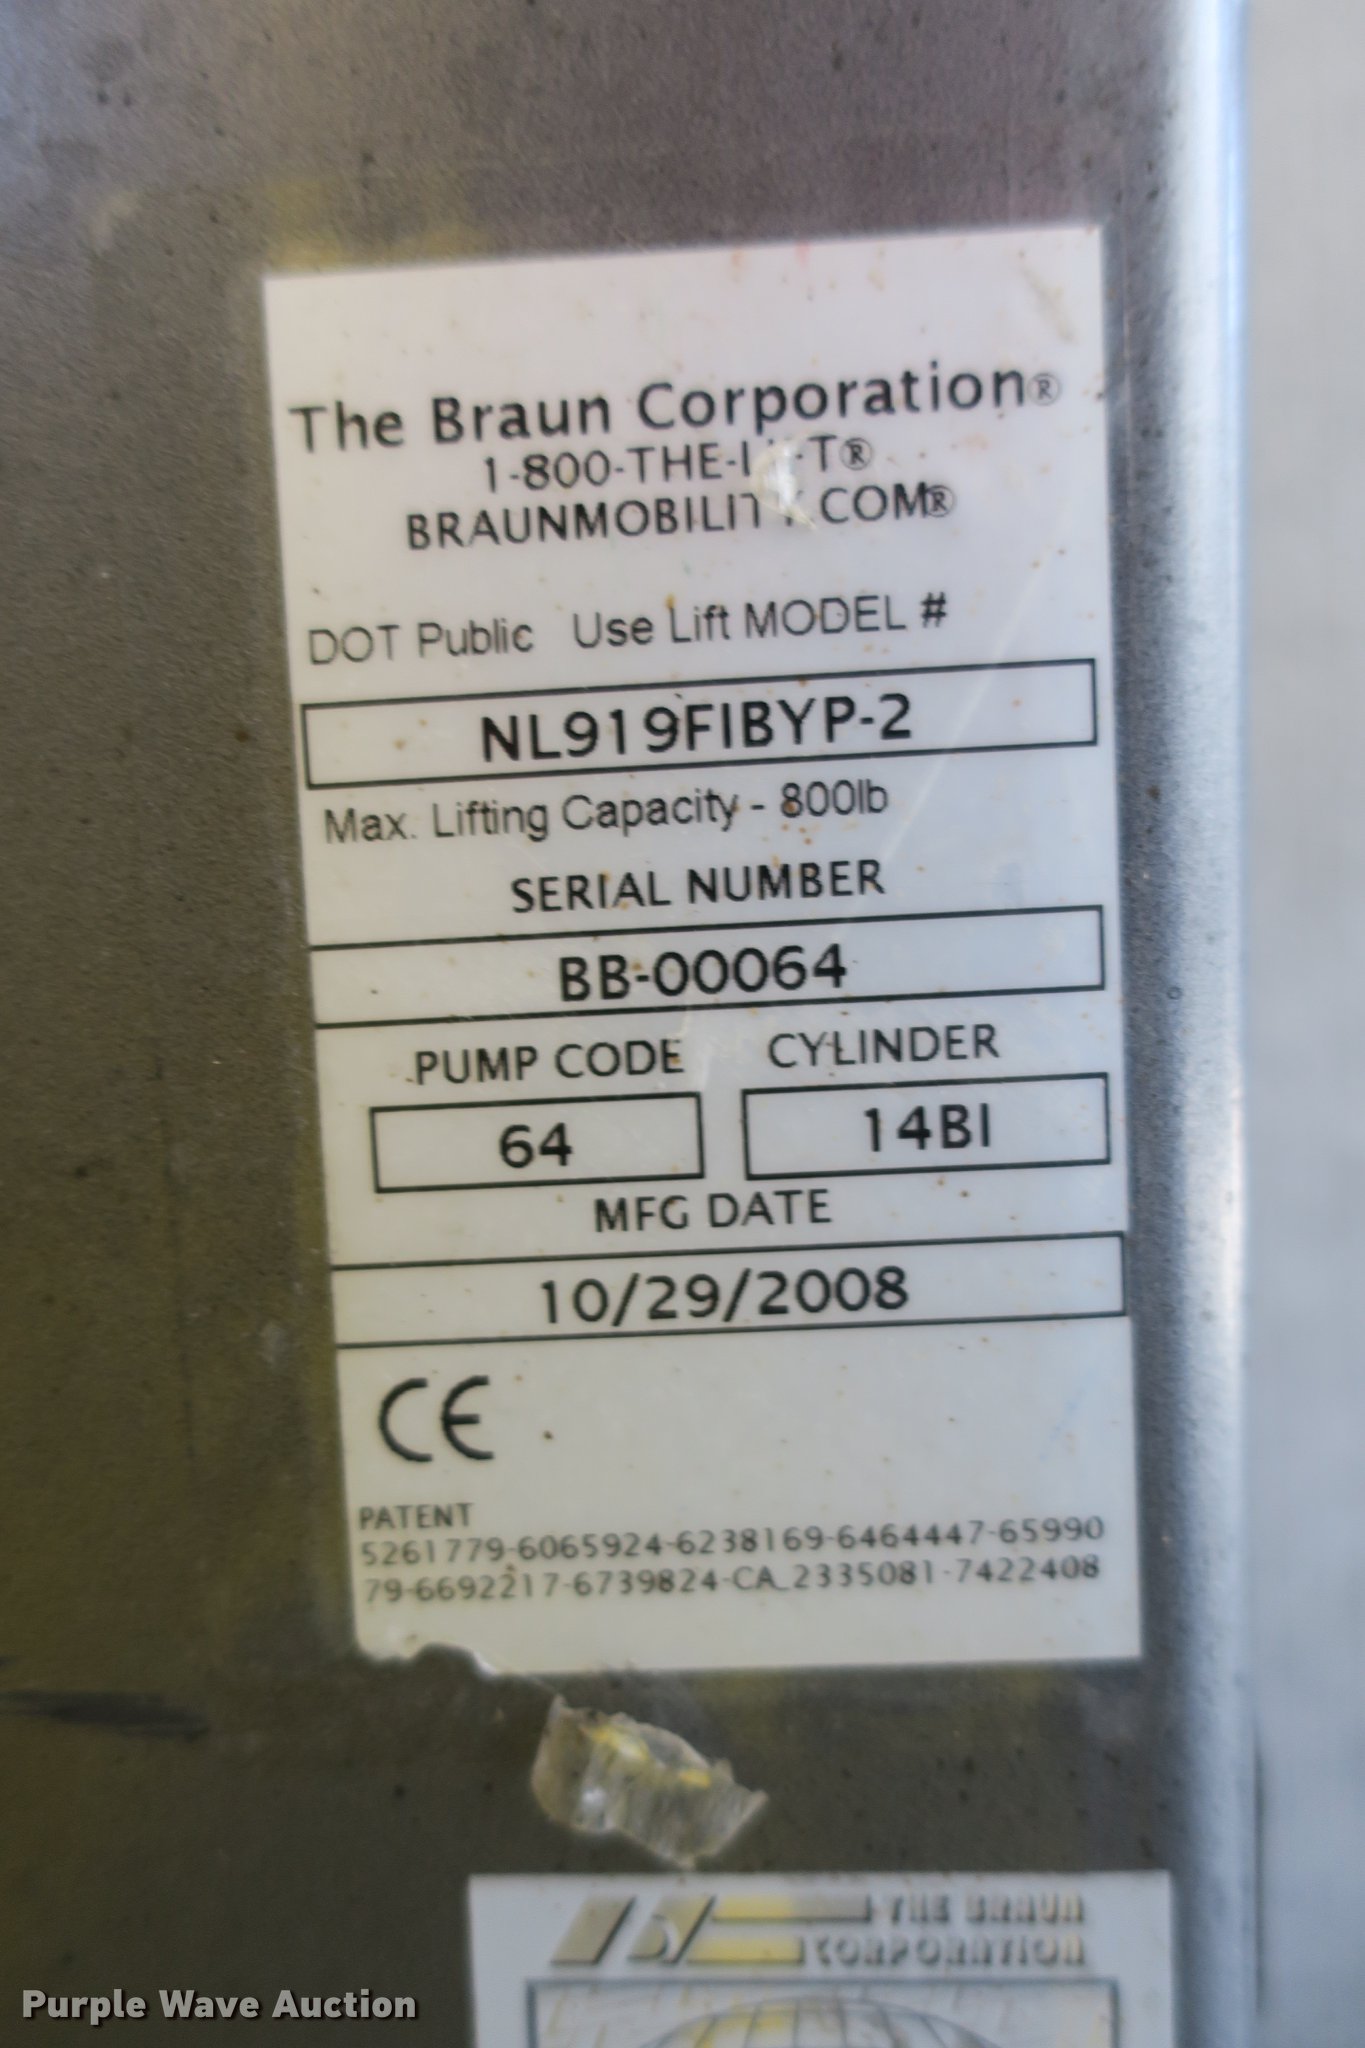 The Braun Corporation®
1-800-THE-LIFT®
BRAUNMOBILITY.COM®
DOT Public Use Lift MODEL #
NL919FIBYP-2
Max. Lifting Capacity - 800lb
SERIAL NUMBER
BB-00064
PUMP CODE CYLINDER
64 14BI
MFG DATE
10/29/2008
CE
PATENT
5261779-6065924-6238169-6464447-65990
79-6692217-6739824-CA_2335081-7422408
THE BRAUN
CORPORATION
Purple Wave Auction